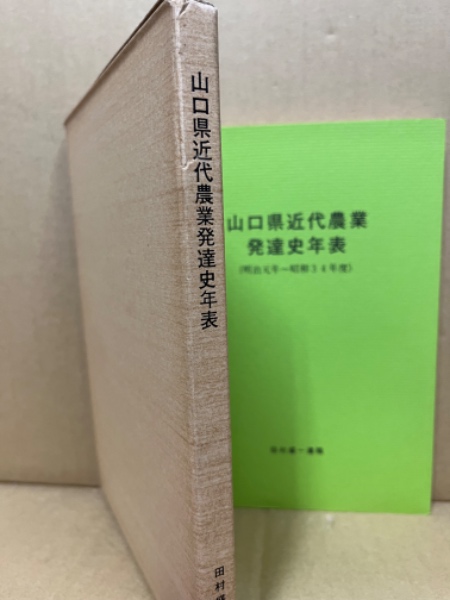 山口県近代農業発達史年表
田村
山口県近代農業
発達史年表
(明治元年ー昭和34年度)